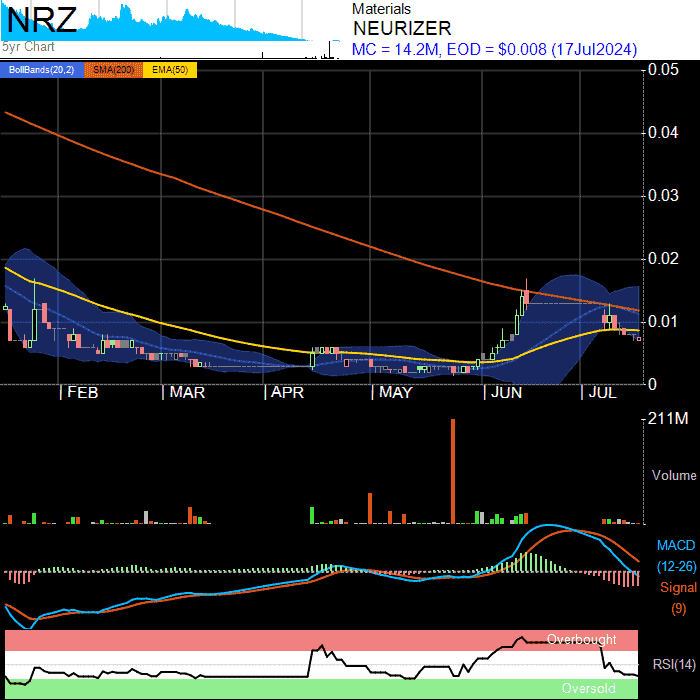 NRZ
5yr Chart
Materials
NEURIZER
MC = 14.2M, EOD = $0.008 (17Jul2024)
BollBands(20,2) SMA(200) EMA(50)
0.05
0.04
0.03
0.02
0.01
0
FEB MAR APR MAY JUN JUL
211M
Volume
MACD
(12-26)
Signal
(9)
Overbought
RSI(14)
Oversold